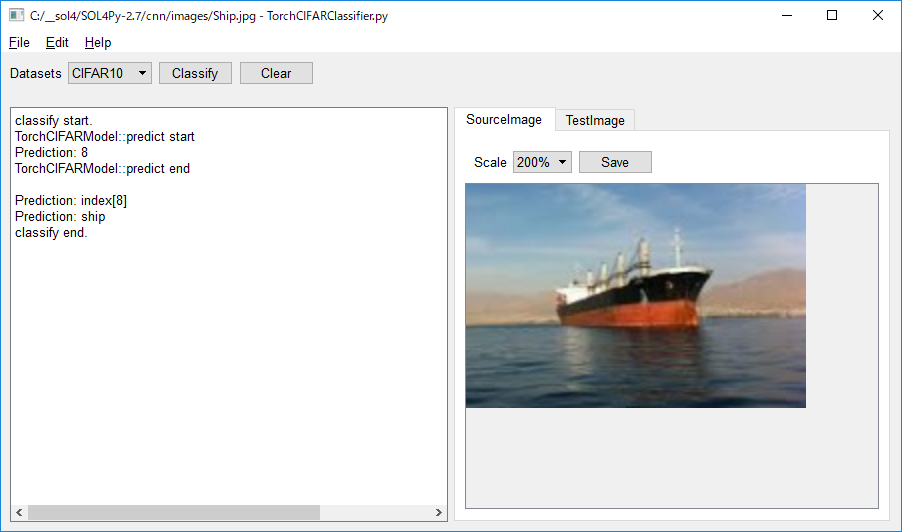 C:/__sol4/SOL4Py-2.7/cnn/images/Ship.jpg - TorchCIFARClassifier.py
File Edit Help
Datasets CIFAR10 Classify Clear
classify start.
TorchCIFARModel::predict start
Prediction: 8
TorchCIFARModel::predict end
Prediction: index[8]
Prediction: ship
classify end.
SourceImage TestImage
Scale 200% Save